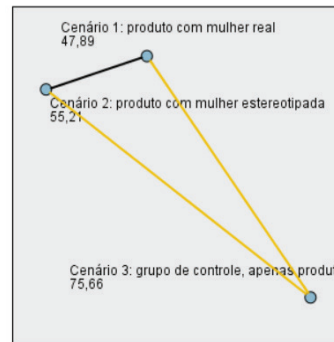 Cenário 1: produto com mulher real
47,89
Cenário 2: produto com mulher estereotipada
55,21
Cenário 3: grupo de controle, apenas produt
75,66